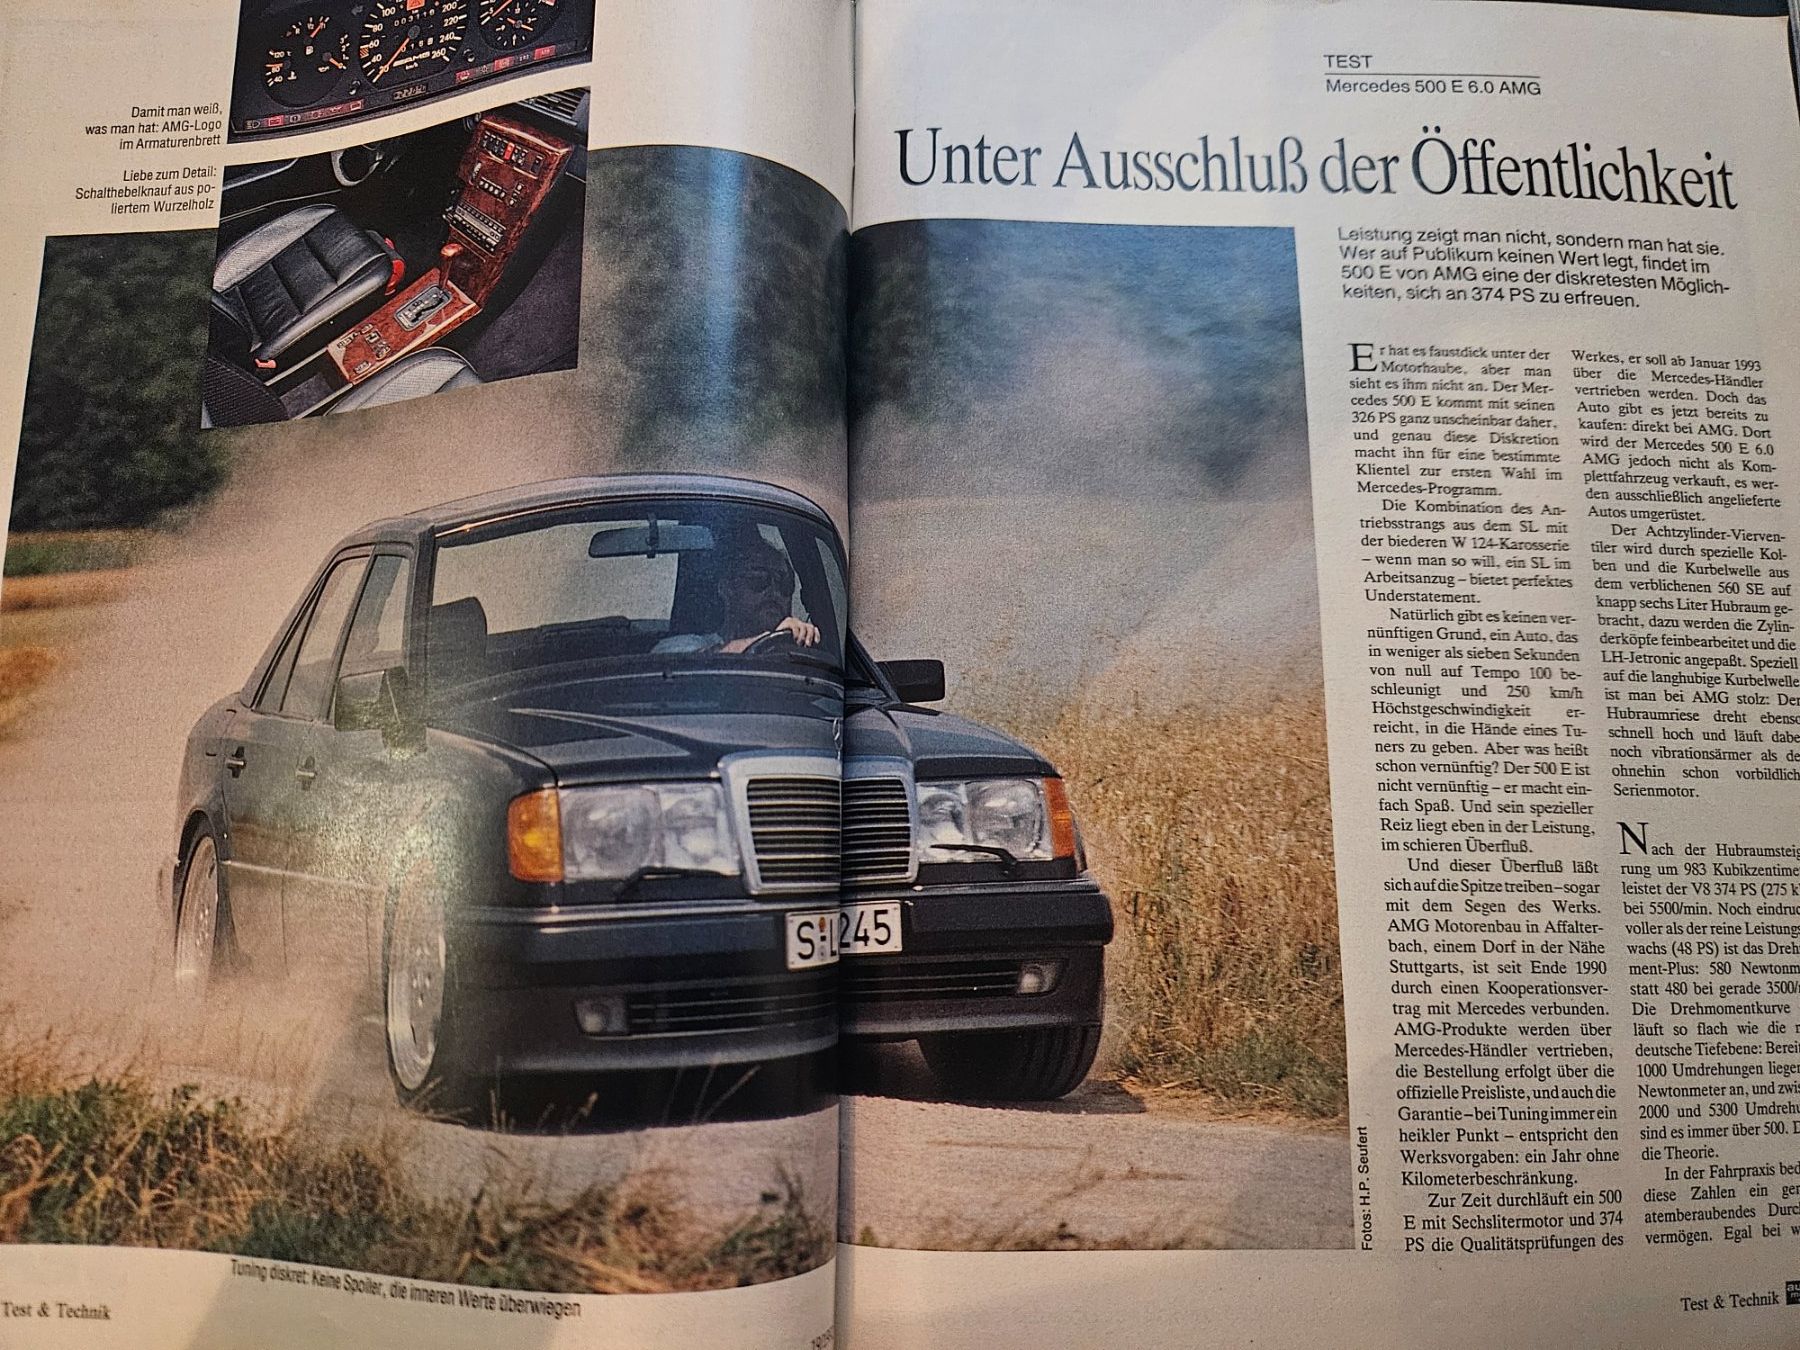 Damit man weiß,
was man hat: AMG-Logo
im Armaturenbrett
Liebe zum Detail:
Schalthebelknauf aus po-
liertem Wurzelholz
S L 245
Tuning diskret: Keine Spoiler, die inneren Werte überwiegen
Test & Technik
TEST
Mercedes 500 E 6.0 AMG
Unter Ausschluß der Öffentlichkeit
Leistung zeigt man nicht, sondern man hat sie.
Wer auf Publikum keinen Wert legt, findet im
500 E von AMG eine der diskretesten Möglich-
keiten, sich an 374 PS zu erfreuen.
Er hat es faustdick unter der
Motorhaube, aber man
sieht es ihm nicht an. Der Mer-
cedes 500 E kommt mit seinen
326 PS ganz unscheinbar daher,
und genau diese Diskretion
macht ihn für eine bestimmte
Klientel zur ersten Wahl im
Mercedes-Programm.
Die Kombination des An-
triebsstrangs aus dem SL mit
der biederen W 124-Karosserie
– wenn man so will, ein SL im
Arbeitsanzug – bietet perfektes
Understatement.
Natürlich gibt es keinen ver-
nünftigen Grund, ein Auto, das
in weniger als sieben Sekunden
von null auf Tempo 100 be-
schleunigt und 250 km/h
Höchstgeschwindigkeit er-
reicht, in die Hände eines Tu-
ners zu geben. Aber was heißt
schon vernünftig? Der 500 E ist
nicht vernünftig – er macht ein-
fach Spaß. Und sein spezieller
Reiz liegt eben in der Leistung,
im schieren Überfluß.
Und dieser Überfluß läßt
sich auf die Spitze treiben – sogar
mit dem Segen des Werks.
AMG Motorenbau in Affalter-
bach, einem Dorf in der Nähe
Stuttgarts, ist seit Ende 1990
durch einen Kooperationsver-
trag mit Mercedes verbunden.
AMG-Produkte werden über
Mercedes-Händler vertrieben,
die Bestellung erfolgt über die
offizielle Preisliste, und auch die
Garantie – bei Tuning immer ein
heikler Punkt – entspricht den
Werksvorgaben: ein Jahr ohne
Kilometerbeschränkung.
Zur Zeit durchläuft ein 500
E mit Sechslitermotor und 374
PS die Qualitätsprüfungen des
Werkes, er soll ab Januar 1993
über die Mercedes-Händler
vertrieben werden. Doch das
Auto gibt es jetzt bereits zu
kaufen: direkt bei AMG. Dort
wird der Mercedes 500 E 6.0
AMG jedoch nicht als Kom-
plettfahrzeug verkauft, es wer-
den ausschließlich angelieferte
Autos umgerüstet.
Der Achtzylinder-Vierven-
tiler wird durch spezielle Kol-
ben und die Kurbelwelle aus
dem verblichenen 560 SE auf
knapp sechs Liter Hubraum ge-
bracht, dazu werden die Zylin-
derköpfe feinbearbeitet und die
LH-Jetronic angepaßt. Speziell
auf die langhubige Kurbelwelle
ist man bei AMG stolz: Der
Hubraumriese dreht ebenso
schnell hoch und läuft dabe
noch vibrationsärmer als de
ohnehin schon vorbildlich
Serienmotor.
Nach der Hubraumsteig
rung um 983 Kubikzentime
leistet der V8 374 PS (275 k
bei 5500/min. Noch eindruc
voller als der reine Leistungs
wachs (48 PS) ist das Dreh
ment-Plus: 580 Newtonm
statt 480 bei gerade 3500/
Die Drehmomentkurve
läuft so flach wie die n
deutsche Tiefebene: Bereit
1000 Umdrehungen liegen
Newtonmeter an, und zwi
2000 und 5300 Umdrehu
sind es immer über 500. D
die Theorie.
In der Fahrpraxis bed
diese Zahlen ein ger
atemberaubendes Durch
vermögen. Egal bei w
Fotos: H.P. Seufert
Test & Technik